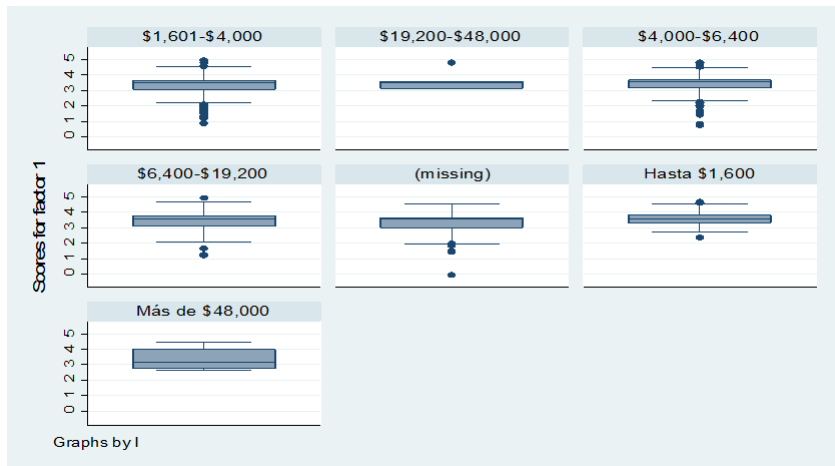 $1,601-$4,000
$19,200-$48,000
$4,000-$6,400
0 1 2 3 4 5
$6,400-$19,200
(missing)
Hasta $1,600
0 1 2 3 4 5
Más de $48,000
0 1 2 3 4 5
Scores for factor 1
Graphs by I